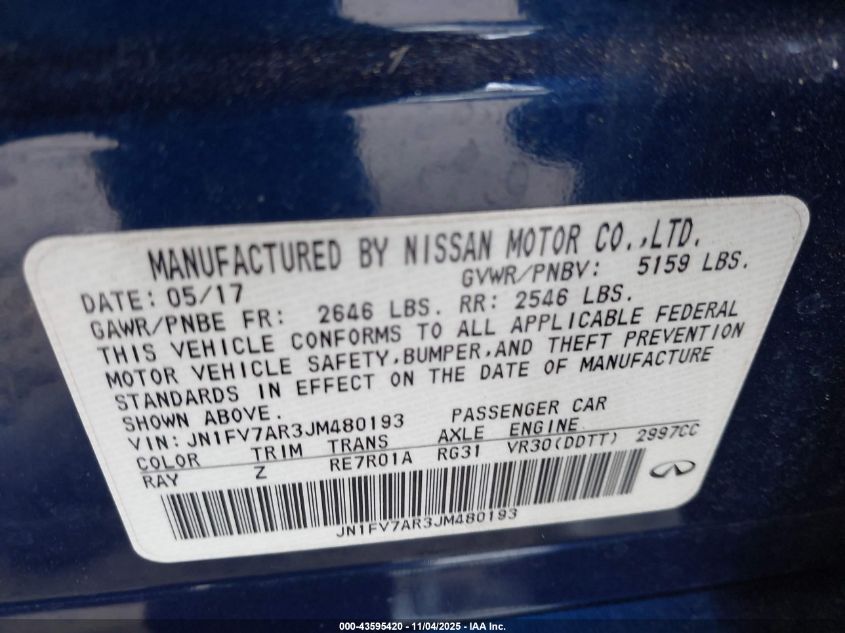 MANUFACTURED BY NISSAN MOTOR CO.,LTD.
DATE: 05/17 GVWR/PNBV: 5159 LBS.
GAWR/PNBE FR: 2646 LBS. RR: 2546 LBS.
THIS VEHICLE CONFORMS TO ALL APPLICABLE FEDERAL
MOTOR VEHICLE SAFETY,BUMPER,AND THEFT PREVENTION
STANDARDS IN EFFECT ON THE DATE OF MANUFACTURE
SHOWN ABOVE.
VIN: JN1FV7AR3JM480193 PASSENGER CAR
COLOR TRIM TRANS AXLE ENGINE
RAY Z RE7R01A RG31 VR30(DDTT) 2997CC
JN1FV7AR3JM480193
000-43595420 - 11/04/2025 - IAA Inc.